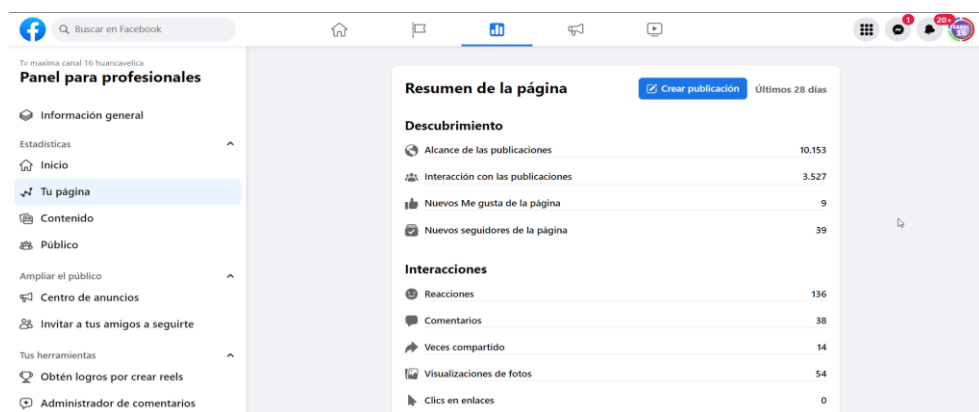 Buscar en Facebook
1
20+
Tv maxima canal 16 huancavelica
Panel para profesionales
Información general
Estadísticas
Inicio
Tu página
Contenido
Público
Ampliar el público
Centro de anuncios
Invitar a tus amigos a seguirte
Tus herramientas
Obtén logros por crear reels
Administrador de comentarios
Resumen de la página
Crear publicación
Últimos 28 días
Descubrimiento
Alcance de las publicaciones 10.153
Interacción con las publicaciones 3.527
Nuevos Me gusta de la página 9
Nuevos seguidores de la página 39
Interacciones
Reacciones 136
Comentarios 38
Veces compartido 14
Visualizaciones de fotos 54
Clics en enlaces 0